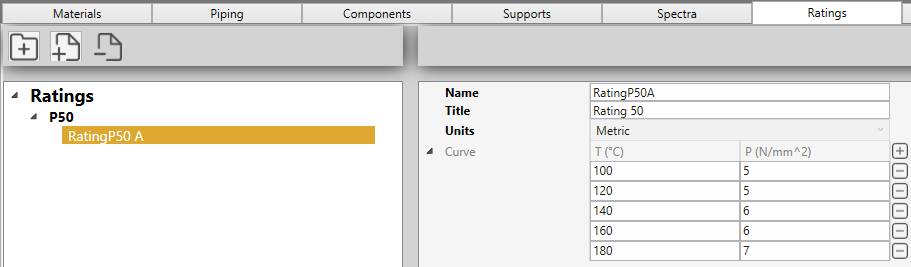 Materials Piping Components Supports Spectra Ratings
Ratings
P50
RatingP50 A
Name RatingP50A
Title Rating 50
Units Metric
Curve T (°C) P (N/mm^2)
100 5
120 5
140 6
160 6
180 7